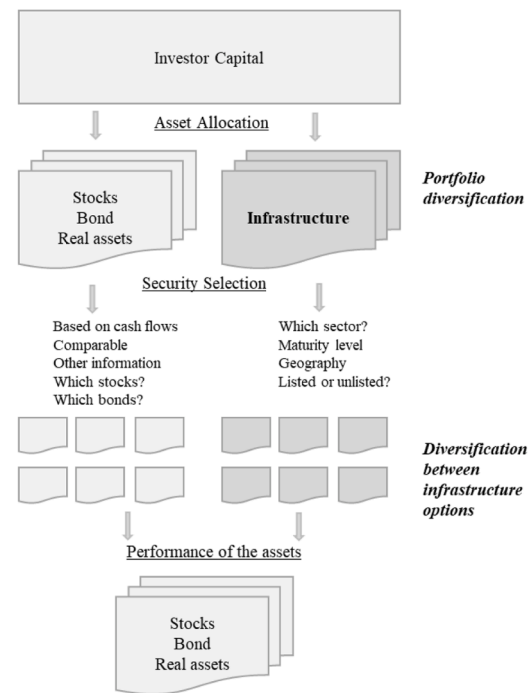 Investor Capital
Asset Allocation
Stocks
Bond
Real assets
Infrastructure
Portfolio
diversification
Security Selection
Based on cash flows
Comparable
Other information
Which stocks?
Which bonds?
Which sector?
Maturity level
Geography
Listed or unlisted?
Diversification
between
infrastructure
options
Performance of the assets
Stocks
Bond
Real assets